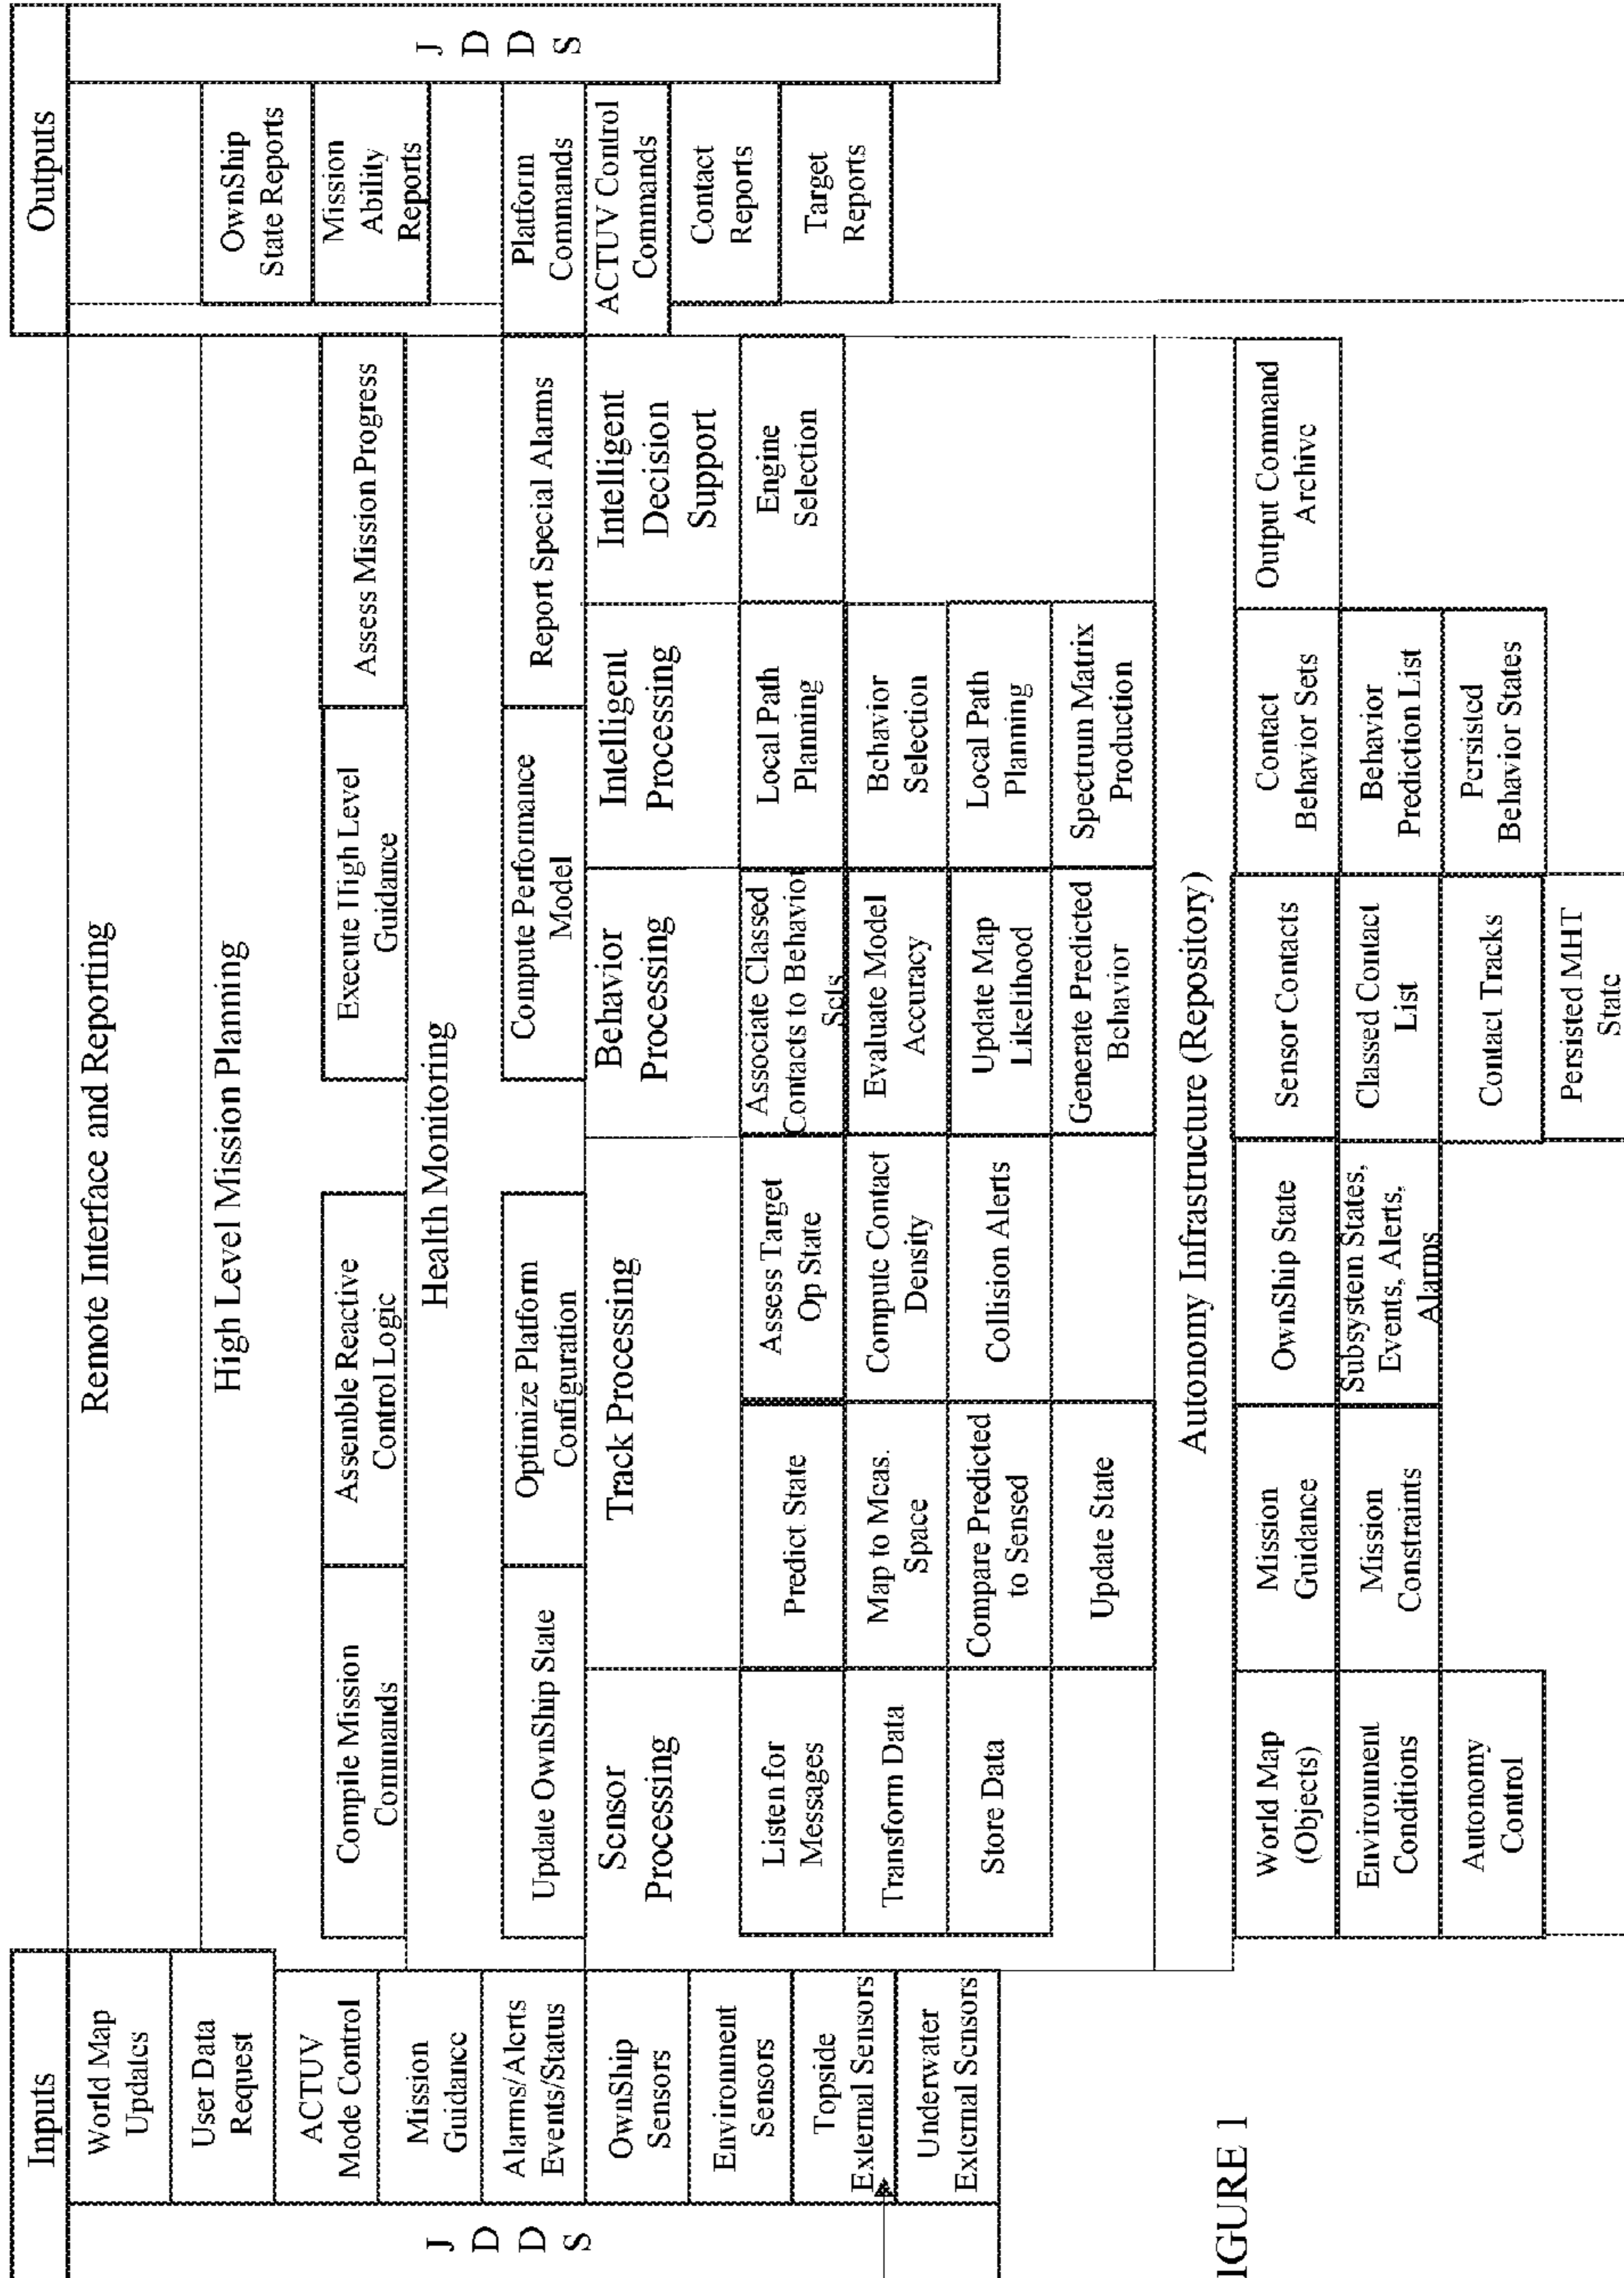 Inputs
World Map
Updates
User Data
Request
ACTUV
Mode Control
Mission
Guidance
Alarms/Alerts
Events/Status
OwnShip
Sensors
Environment
Sensors
Topside
External Sensors
Underwater
External Sensors
J
D
D
S
Remote Interface and Reporting
High Level Mission Planning
Compile Mission
Commands
Assemble Reactive
Control Logic
Execute High Level
Guidance
Assess Mission Progress
Health Monitoring
Update OwnShip State
Optimize Platform
Configuration
Compute Performance
Model
Report Special Alarms
Sensor
Processing
Listen for
Messages
Transform Data
Store Data
Track Processing
Predict State
Map to Meas.
Space
Compare Predicted
to Sensed
Update State
Assess Target
Op State
Compute Contact
Density
Collision Alerts
Behavior
Processing
Associate Classed
Contacts to Behavior
Sets
Evaluate Model
Accuracy
Update Map
Likelihood
Generate Predicted
Behavior
Intelligent
Processing
Local Path
Planning
Behavior
Selection
Local Path
Planning
Spectrum Matrix
Production
Intelligent
Decision
Support
Engine
Selection
Autonomy Infrastructure (Repository)
World Map
(Objects)
Environment
Conditions
Autonomy
Control
Mission
Guidance
Mission
Constraints
OwnShip State
Subsystem States,
Events, Alerts,
Alarms
Sensor Contacts
Classed Contact
List
Contact Tracks
Persisted MHT
State
Contact
Behavior Sets
Behavior
Prediction List
Persisted
Behavior States
Output Command
Archive
Outputs
OwnShip
State Reports
Mission
Ability
Reports
Platform
Commands
ACTUV Control
Commands
Contact
Reports
Target
Reports
J
D
D
S
IGURE 1